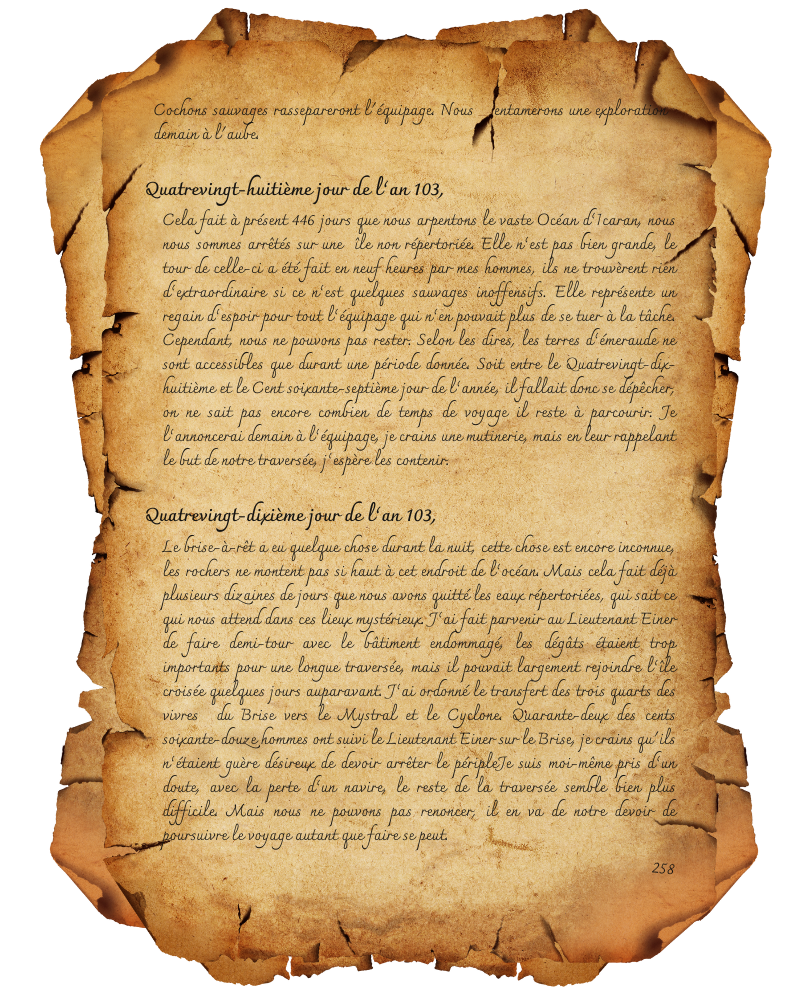 Cochons sauvages rassepareront l'équipage. Nous entamerons une exploration
demain à l'aube.
Quatrevingt-huitième jour de l'an 103,
Cela fait à présent 446 jours que nous arpentons le vaste Océan d'Icaran, nous
nous sommes arrêtés sur une île non répertoriée. Elle n'est pas bien grande, le
tour de celle-ci a été fait en neuf heures par mes hommes, ils ne trouvèrent rien
d'extraordinaire si ce n'est quelques sauvages inoffensifs. Elle représente un
regain d'espoir pour tout l'équipage qui n'en pouvait plus de se tuer à la tâche.
Cependant, nous ne pouvons pas rester. Selon les dires, les terres d'émeraude ne
sont accessibles que durant une période donnée. Soit entre le Quatrevingt-dix-
huitième et le Cent soixante-septième jour de l'année, il fallait donc se dépêcher,
on ne sait pas encore combien de temps de voyage il reste à parcourir. Je
l'annoncerai demain à l'équipage, je crains une mutinerie, mais en leur rappelant
le but de notre traversée, j'espère les contenir.
Quatrevingt-dixième jour de l'an 103,
Le brise-à-rêt a eu quelque chose durant la nuit, cette chose est encore inconnue,
les rochers ne montent pas si haut à cet endroit de l'océan. Mais cela fait déjà
plusieurs dizaines de jours que nous avons quitté les eaux répertoriées, qui sait ce
qui nous attend dans ces lieux mystérieux. J'ai fait parvenir au Lieutenant Einer
de faire demi-tour avec le bâtiment endommagé, les dégâts étaient trop
importants pour une longue traversée, mais il pouvait largement rejoindre l'île
croisée quelques jours auparavant. J'ai ordonné le transfert des trois quarts des
vivres du Brise vers le Mystral et le Cyclone. Quarante-deux des cents
soixante-douze hommes ont suivi le Lieutenant Einer sur le Brise, je crains qu'ils
n'étaient guère désireux de devoir arrêter le péripleJe suis moi-même pris d'un
doute, avec la perte d'un navire, le reste de la traversée semble bien plus
difficile. Mais nous ne pouvons pas renoncer, il en va de notre devoir de
poursuivre le voyage autant que faire se peut.
258